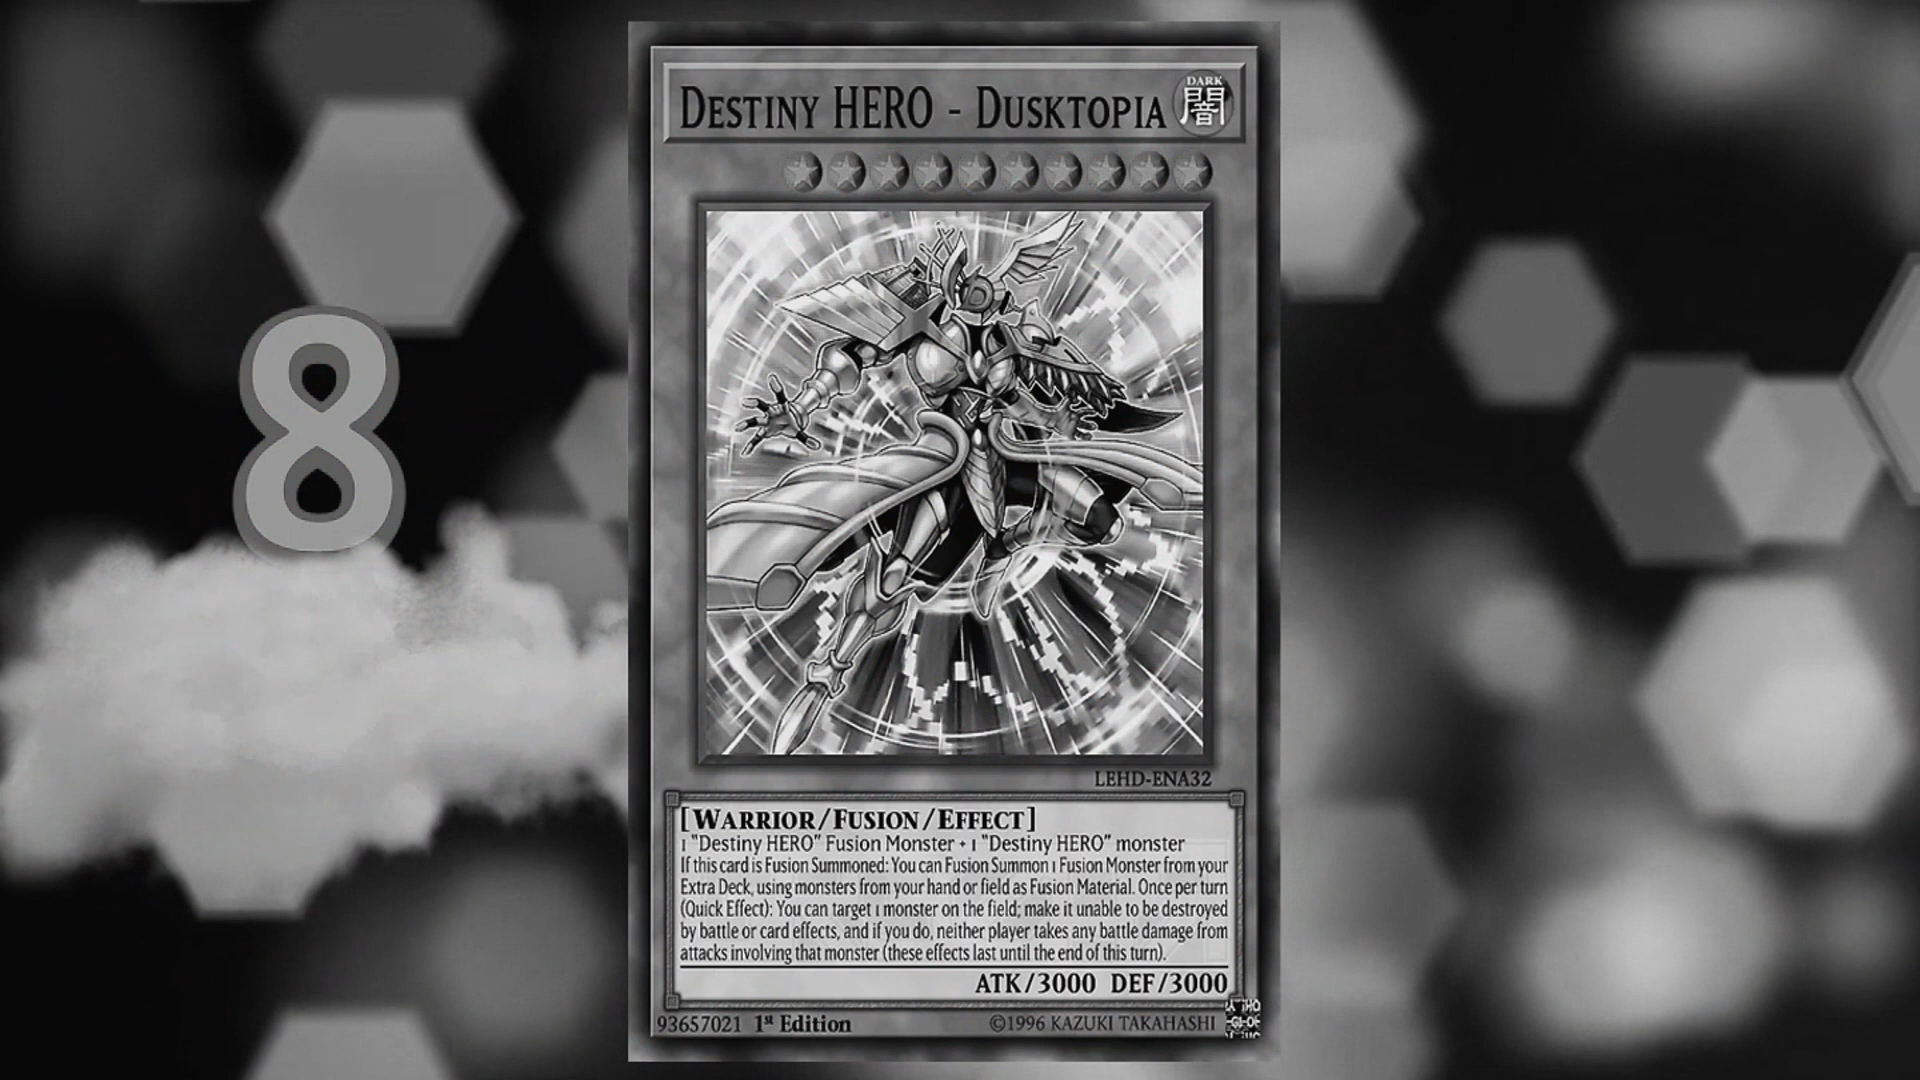 8
DESTINY HERO - DUSKTOPIA
DARK
闇
LEHD-ENA32
[WARRIOR/FUSION/EFFECT]
1 "Destiny HERO" Fusion Monster + 1 "Destiny HERO" monster
If this card is Fusion Summoned: You can Fusion Summon 1 Fusion Monster from your
Extra Deck, using monsters from your hand or field as Fusion Material. Once per turn
(Quick Effect): You can target 1 monster on the field; make it unable to be destroyed
by battle or card effects, and if you do, neither player takes any battle damage from
attacks involving that monster (these effects last until the end of this turn).
ATK/3000 DEF/3000
93657021 1st Edition
©1996 KAZUKI TAKAHASHI